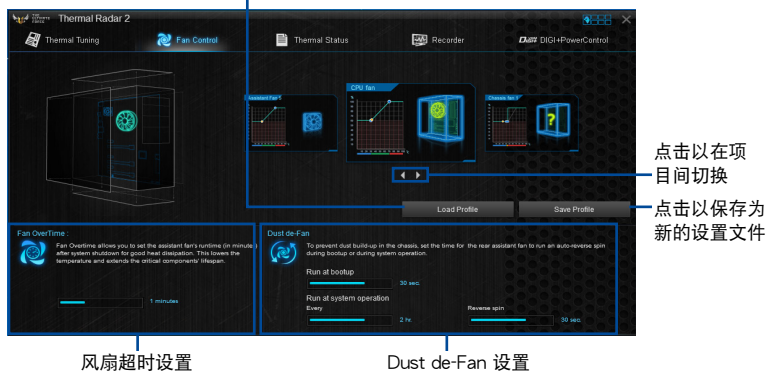 THE ULTIMATE FORCE
Thermal Radar 2
Thermal Tuning
Fan Control
Thermal Status
Recorder
DIGI+PowerControl
Assistant Fan 1
CPU fan
Chassis fan 1
点击以在项
目间切换
Load Profile
Save Profile
点击以保存为
新的设置文件
Fan OverTime :
Fan Overtime allows you to set the assistant fan's runtime (in minute)
after system shutdown for good heat dissipation. This lowers the
temperature and extends the critical components' lifespan.
1 minutes
Dust de-Fan
To prevent dust build-up in the chassis, set the time for the rear assistant fan to run an auto-reverse spin
during bootup or during system operation.
Run at bootup
30 sec
Run at system operation
Every
Reverse spin
2 hr.
30 sec
风扇超时设置
Dust de-Fan 设置